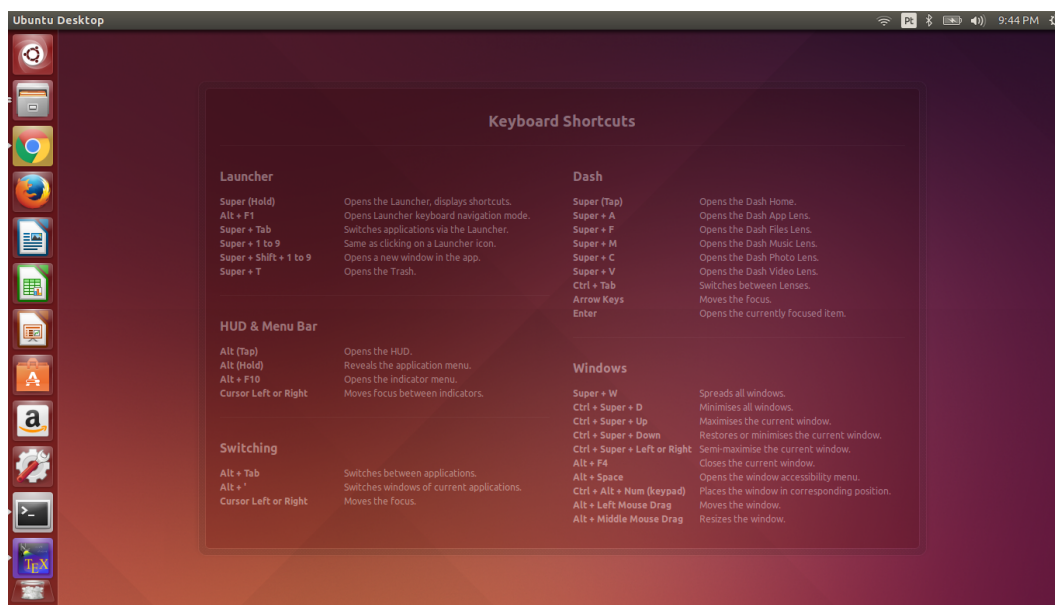 Ubuntu Desktop
Pt
9:44 PM
Keyboard Shortcuts
Launcher
Super (Hold) Opens the Launcher, displays shortcuts.
Alt + F1 Opens Launcher keyboard navigation mode.
Super + Tab Switches applications via the Launcher.
Super + 1 to 9 Same as clicking on a Launcher icon.
Super + Shift + 1 to 9 Opens a new window in the app.
Super + T Opens the Trash.
HUD & Menu Bar
Alt (Tap) Opens the HUD.
Alt (Hold) Reveals the application menu.
Alt + F10 Opens the indicator menu.
Cursor Left or Right Moves focus between indicators.
Switching
Alt + Tab Switches between applications.
Alt + ' Switches windows of current applications.
Cursor Left or Right Moves the focus.
Dash
Super (Tap) Opens the Dash Home.
Super + A Opens the Dash App Lens.
Super + F Opens the Dash Files Lens.
Super + M Opens the Dash Music Lens.
Super + C Opens the Dash Photo Lens.
Super + V Opens the Dash Video Lens.
Ctrl + Tab Switches between Lenses.
Arrow Keys Moves the focus.
Enter Opens the currently focused item.
Windows
Super + W Spreads all windows.
Ctrl + Super + D Minimises all windows.
Ctrl + Super + Up Maximises the current window.
Ctrl + Super + Down Restores or minimises the current window.
Ctrl + Super + Left or Right Semi-maximise the current window.
Alt + F4 Closes the current window.
Alt + Space Opens the window accessibility menu.
Ctrl + Alt + Num (keypad) Places the window in corresponding position.
Alt + Left Mouse Drag Moves the window.
Alt + Middle Mouse Drag Resizes the window.
A
a
>_
TEX